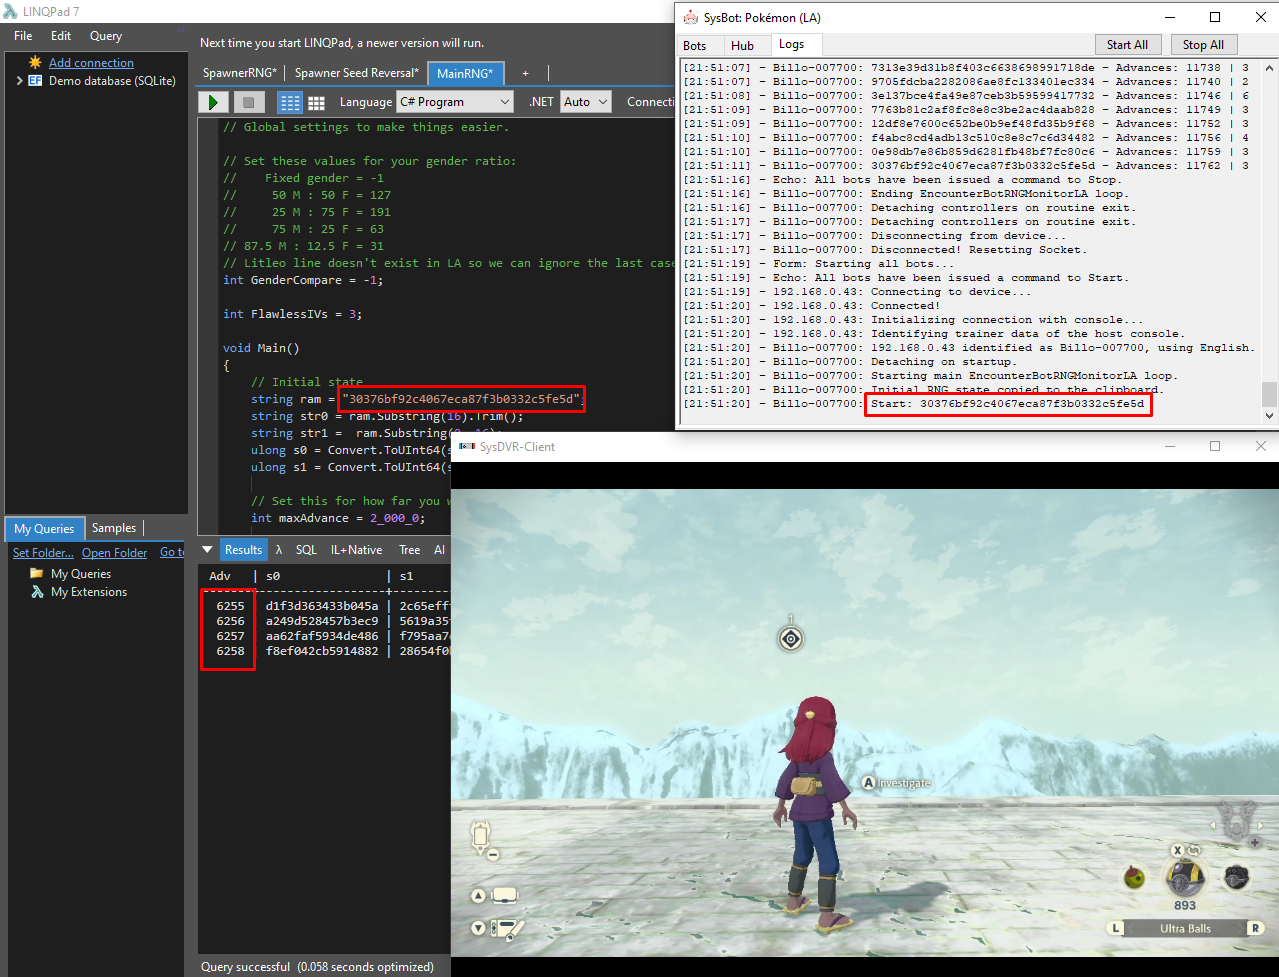 LINQPad 7
File Edit Query
Add connection
Demo database (SQLite)
Next time you start LINQPad, a newer version will run.
SpawnerRNG* Spawner Seed Reversal* MainRNG* +
Language C# Program .NET Auto Connecti
// Global settings to make things easier.
// Set these values for your gender ratio:
// Fixed gender = -1
// 50 M : 50 F = 127
// 25 M : 75 F = 191
// 75 M : 25 F = 63
// 87.5 M : 12.5 F = 31
// Litleo line doesn't exist in LA so we can ignore the last case
int GenderCompare = -1;
int FlawlessIVs = 3;
void Main()
{
// Initial state
string ram = "30376bf92c4067eca87f3b0332c5fe5d";
string str0 = ram.Substring(16).Trim();
string str1 = ram.Substring(0, 16);
ulong s0 = Convert.ToUInt64(s
ulong s1 = Convert.ToUInt64(s
// Set this for how far you w
int maxAdvance = 2_000_0;
My Queries Samples
Set Folder... Open Folder Go to
My Queries
My Extensions
Results λ SQL IL+Native Tree AI
Adv | s0 | s1
6255 d1f3d363433b045a | 2c65eff
6256 a249d528457b3ec9 | 5619a35
6257 aa62faf5934de486 | f795aa7
6258 f8ef042cb5914882 | 28654f0
Query successful (0.058 seconds optimized)
SysBot: Pokémon (LA)
Bots Hub Logs Start All Stop All
[21:51:07] - Billo-007700: 7313e39d31b8f403c6638698991718de - Advances: 11738 | 3
[21:51:07] - Billo-007700: 9705fdcba2282086ae8fc133401ec334 - Advances: 11740 | 2
[21:51:08] - Billo-007700: 3e137bce4fa49e87ceb3b59599417732 - Advances: 11746 | 6
[21:51:09] - Billo-007700: 7763b81c2af8fc8e8c3be2ac4daab828 - Advances: 11749 | 3
[21:51:09] - Billo-007700: 12df8e7600c652be0b9ef48fd35b9f68 - Advances: 11752 | 3
[21:51:10] - Billo-007700: f4abc8cd4adb13c510c8e8c7c6d34482 - Advances: 11756 | 4
[21:51:10] - Billo-007700: 0e98db7e86b859d6281fb48bf7fc80c6 - Advances: 11759 | 3
[21:51:11] - Billo-007700: 30376bf92c4067eca87f3b0332c5fe5d - Advances: 11762 | 3
[21:51:16] - Echo: All bots have been issued a command to Stop.
[21:51:16] - Billo-007700: Ending EncounterBotRNGMonitorLA loop.
[21:51:17] - Billo-007700: Detaching controllers on routine exit.
[21:51:17] - Billo-007700: Detaching controllers on routine exit.
[21:51:17] - Billo-007700: Disconnecting from device...
[21:51:17] - Billo-007700: Disconnected! Resetting Socket.
[21:51:19] - Form: Starting all bots...
[21:51:19] - Echo: All bots have been issued a command to Start.
[21:51:19] - 192.168.0.43: Connecting to device...
[21:51:20] - 192.168.0.43: Connected!
[21:51:20] - 192.168.0.43: Initializing connection with console...
[21:51:20] - 192.168.0.43: Identifying trainer data of the host console.
[21:51:20] - Billo-007700: 192.168.0.43 identified as Billo-007700, using English.
[21:51:20] - Billo-007700: Detaching on startup.
[21:51:20] - Billo-007700: Starting main EncounterBotRNGMonitorLA loop.
[21:51:20] - Billo-007700: Initial RNG state copied to the clipboard.
[21:51:20] - Billo-007700: Start: 30376bf92c4067eca87f3b0332c5fe5d
SysDVR-Client
1
A Investigate
X
893
L Ultra Balls R